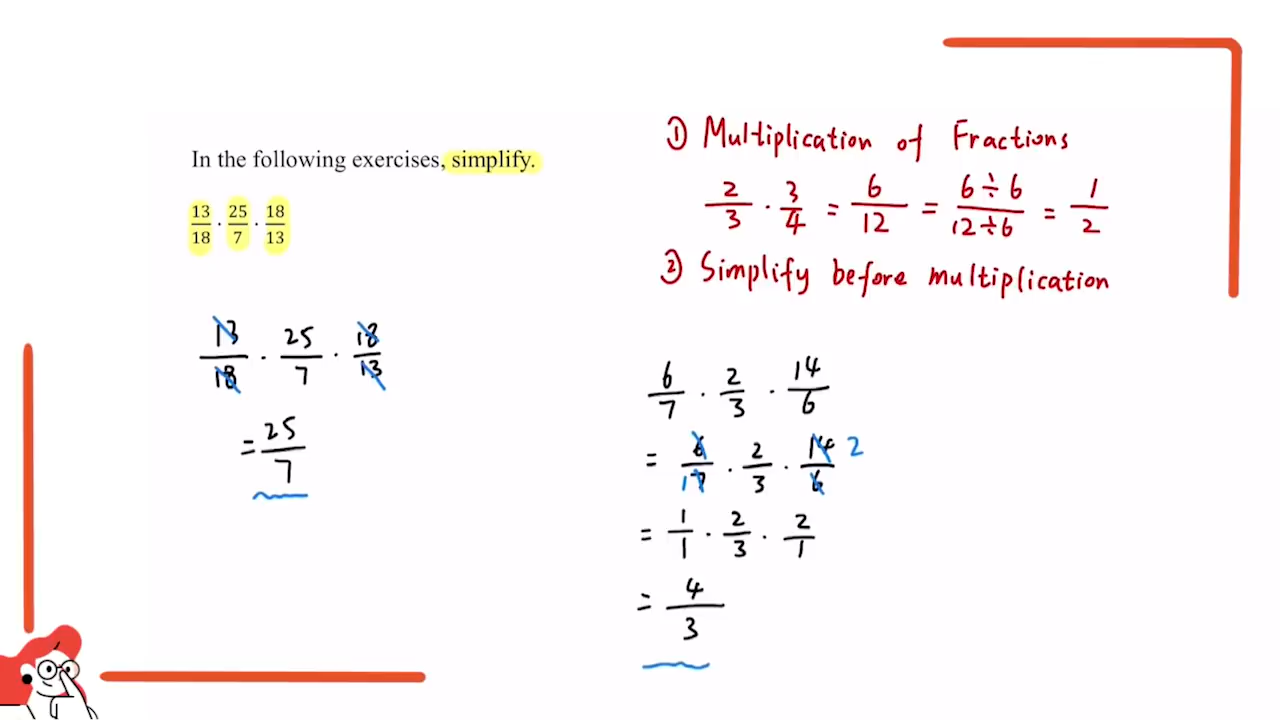 In the following exercises, simplify.
13/18 · 25/7 · 18/13
13/18 · 25/7 · 18/13
= 25/7
① Multiplication of Fractions
2/3 · 3/4 = 6/12 = 6÷6/12÷6 = 1/2
② Simplify before multiplication
6/7 · 2/3 · 14/6
= 6/17 · 2/3 · 14/6 2
= 1/1 · 2/3 · 2/1
= 4/3